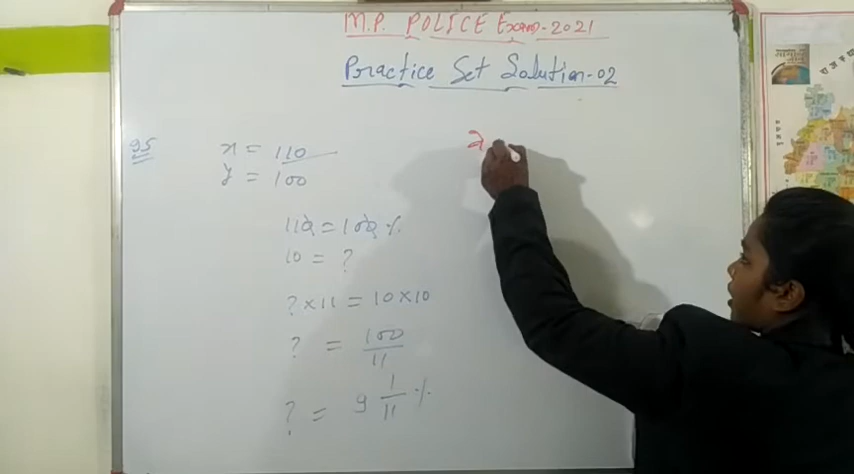 M.P. POLICE Exam-2021
Practice Set Solution-02
95
x = 110
y = 100
110 = 100 %
10 = ?
? × 11 = 10 × 10
? = 100/11
? = 9 1/11 %